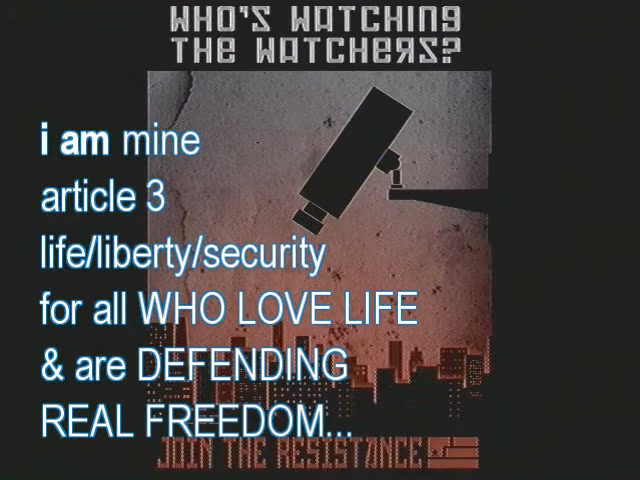 WHO'S WATCHING
THE WATCHERS?
i am mine
article 3
life/liberty/security
for all WHO LOVE LIFE
& are DEFENDING
REAL FREEDOM...
JOIN THE RESISTANCE